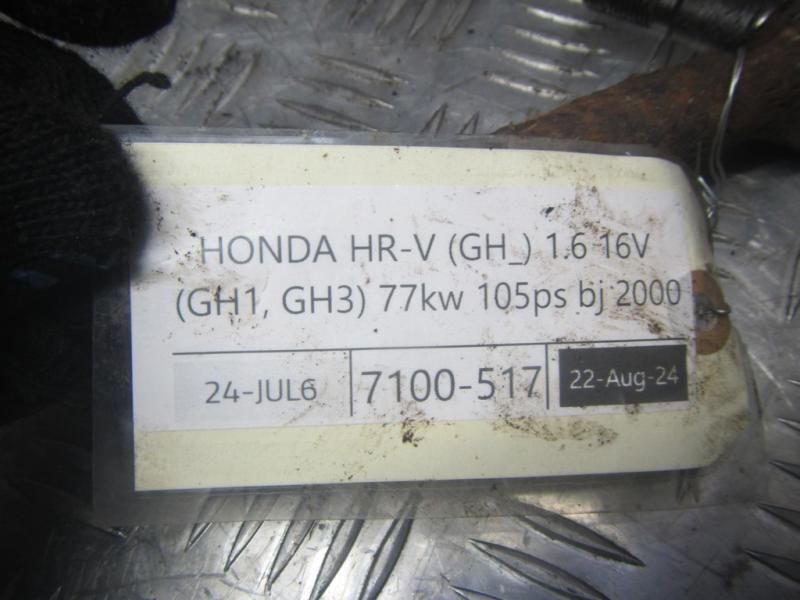 HONDA HR-V (GH_) 1.6 16V
(GH1, GH3) 77kw 105ps bj 2000
24-JUL6 7100-517 22-Aug-24